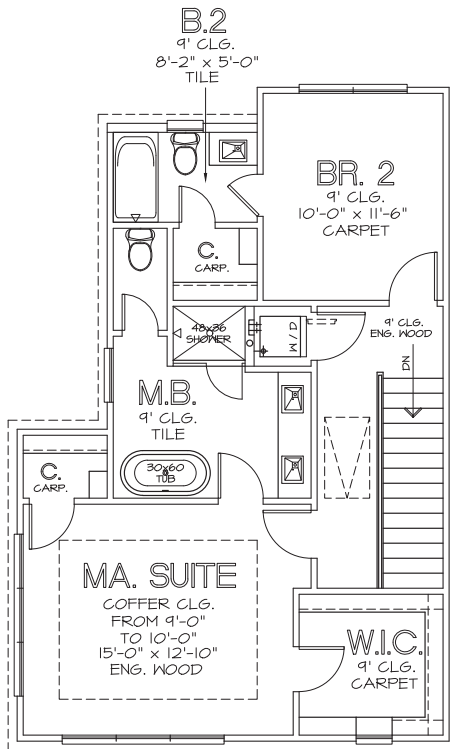 B.2
9' CLG.
8'-2" x 5'-0"
TILE
BR. 2
9' CLG.
10'-0" x 11'-6"
CARPET
C.
CARP.
48x36
SHOWER
D / W
9' CLG.
ENG. WOOD
DN
M.B.
9' CLG.
TILE
C.
CARP.
30x60
TUB
MA. SUITE
COFFER CLG.
FROM 9'-0"
TO 10'-0"
15'-0" x 12'-10"
ENG. WOOD
W.I.C.
9' CLG.
CARPET